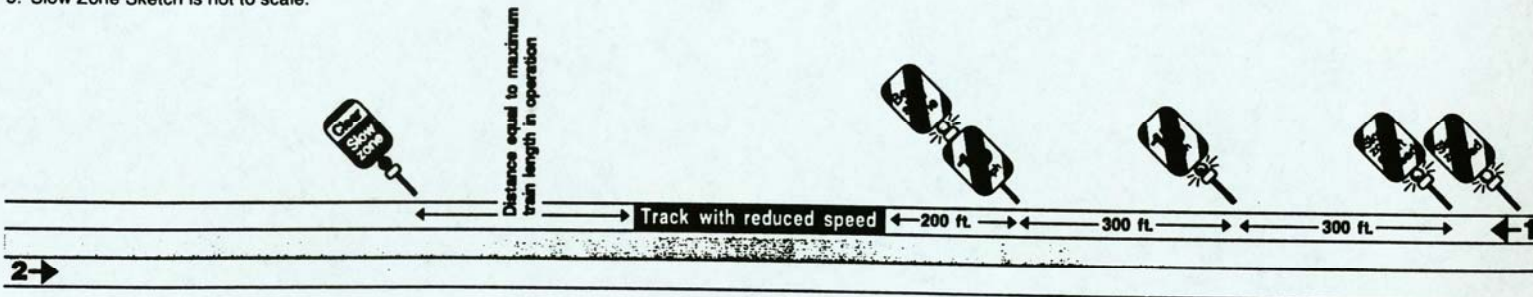 Slow Zone Sketch is not to scale.
Distance equal to maximum
train length in operation
Clear
Slow
zone
Track with reduced speed
200 ft.
300 ft.
300 ft.
1
2